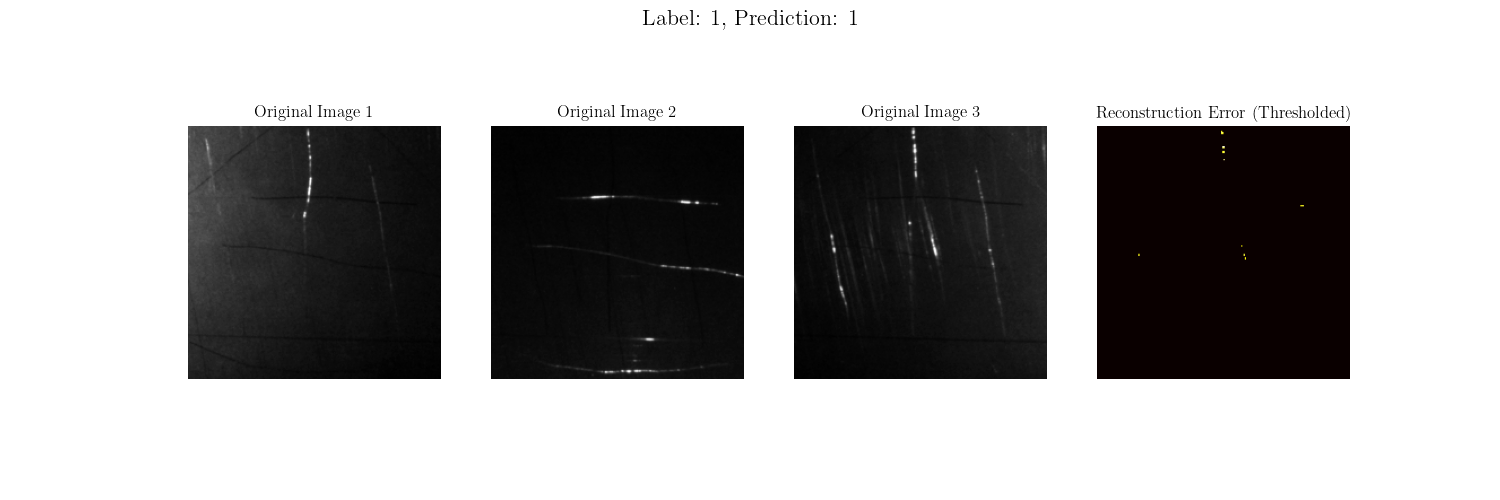 Label: 1, Prediction: 1
Original Image 1
Original Image 2
Original Image 3
Reconstruction Error (Thresholded)